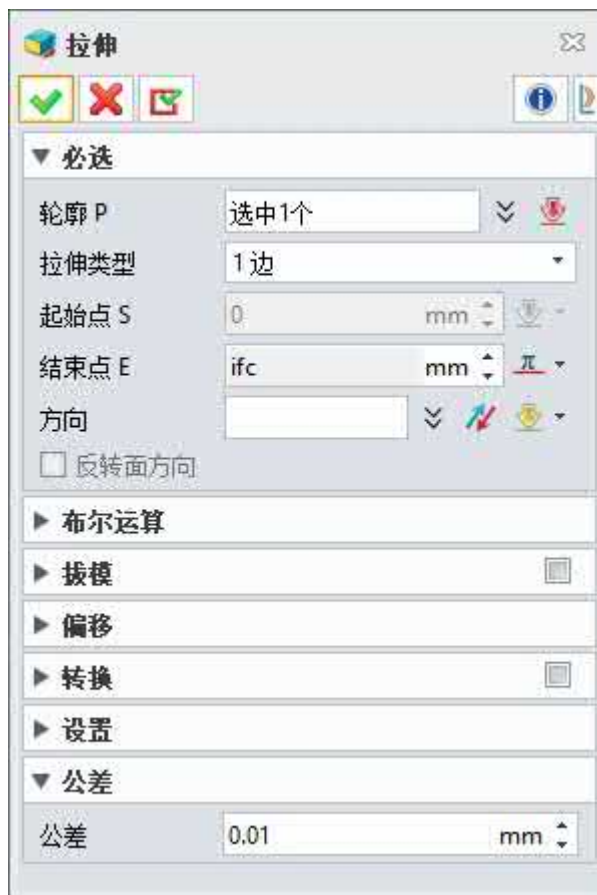 拉伸
必选
轮廓 P 选中1个
拉伸类型 1 边
起始点 S 0 mm
结束点 E ifc mm π
方向
反转面方向
布尔运算
拔模
偏移
转换
设置
公差
公差 0.01 mm